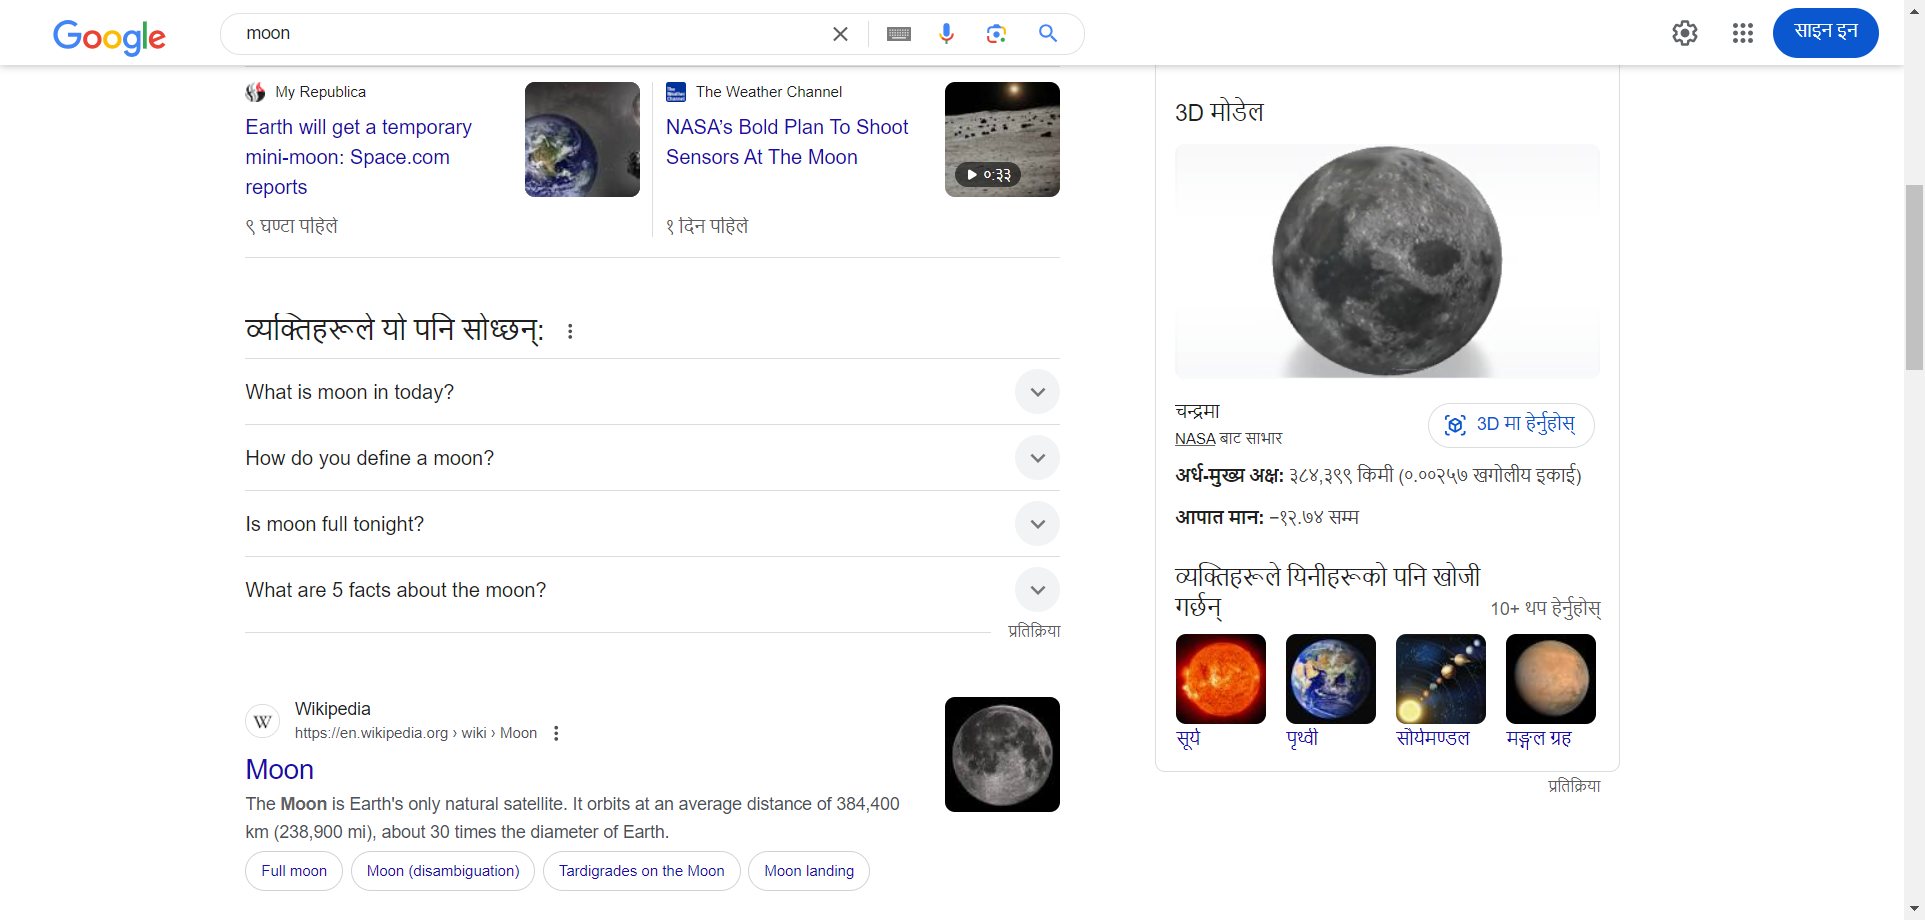 Google
moon
साइन इन
My Republica
Earth will get a temporary
mini-moon: Space.com
reports
९ घण्टा पहिले
The Weather Channel
NASA's Bold Plan To Shoot
Sensors At The Moon
०:३३
१ दिन पहिले
व्यक्तिहरूले यो पनि सोध्छन्:
What is moon in today?
How do you define a moon?
Is moon full tonight?
What are 5 facts about the moon?
प्रतिक्रिया
W
Wikipedia
https://en.wikipedia.org › wiki › Moon
Moon
The Moon is Earth's only natural satellite. It orbits at an average distance of 384,400
km (238,900 mi), about 30 times the diameter of Earth.
Full moon
Moon (disambiguation)
Tardigrades on the Moon
Moon landing
3D मोडेल
चन्द्रमा
NASA बाट साभार
3D मा हेर्नुहोस्
अर्ध-मुख्य अक्ष: ३८४,३९९ किमी (०.००२५७ खगोलीय इकाई)
आपात मान: −१२.७४ सम्म
व्यक्तिहरूले यिनीहरूको पनि खोजी
गर्छन्
10+ थप हेर्नुहोस्
सूर्य
पृथ्वी
सौर्यमण्डल
मङ्गल ग्रह
प्रतिक्रिया